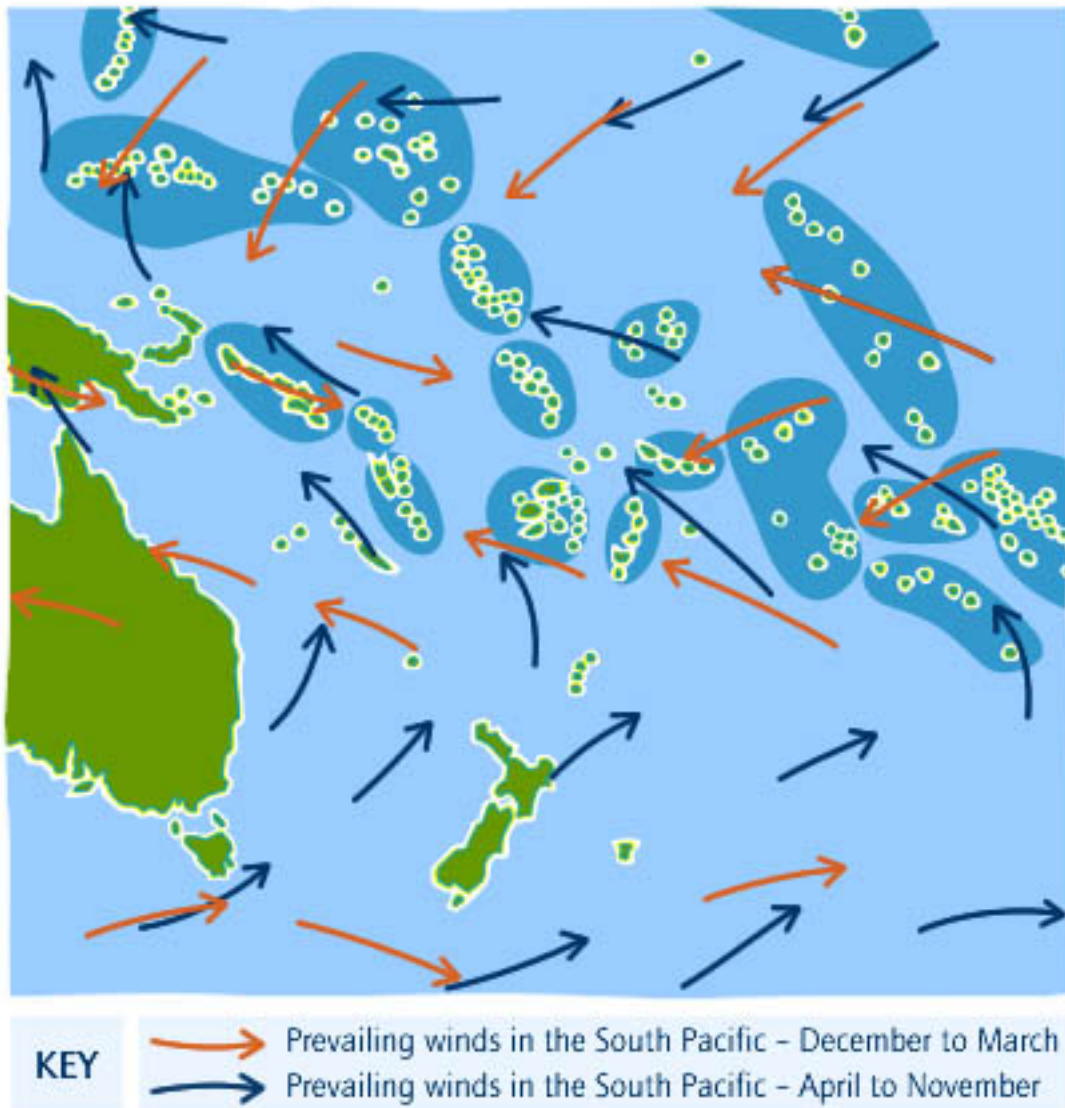 KEY
Prevailing winds in the South Pacific – December to March
Prevailing winds in the South Pacific – April to November